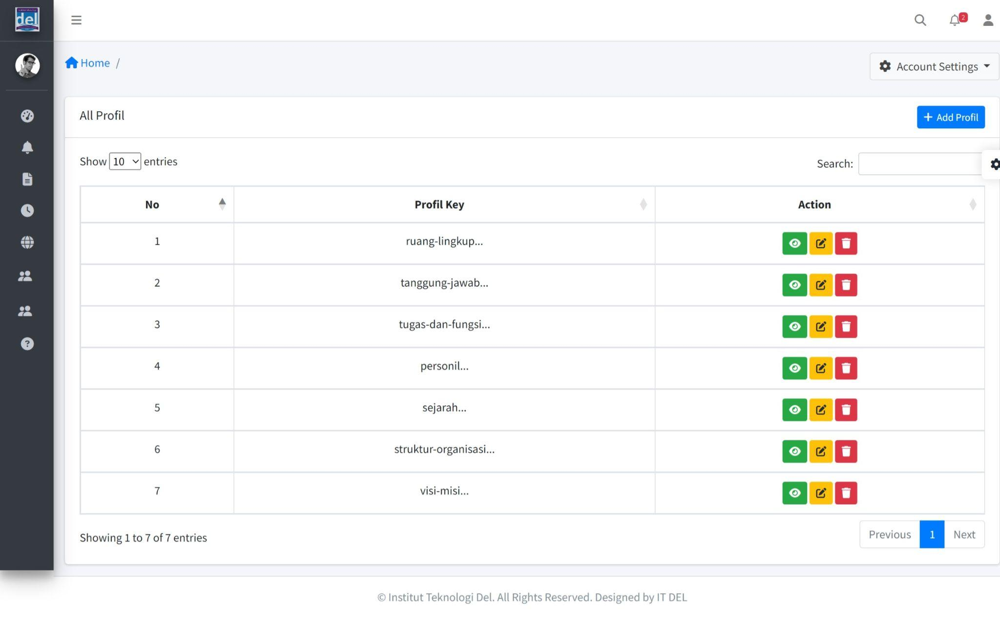 del
2
Home /
Account Settings
All Profil
+ Add Profil
Show 10 entries
Search:
No Profil Key Action
1 ruang-lingkup...
2 tanggung-jawab...
3 tugas-dan-fungsi...
4 personil...
5 sejarah...
6 struktur-organisasi...
7 visi-misi...
Showing 1 to 7 of 7 entries
Previous 1 Next
© Institut Teknologi Del. All Rights Reserved. Designed by IT DEL